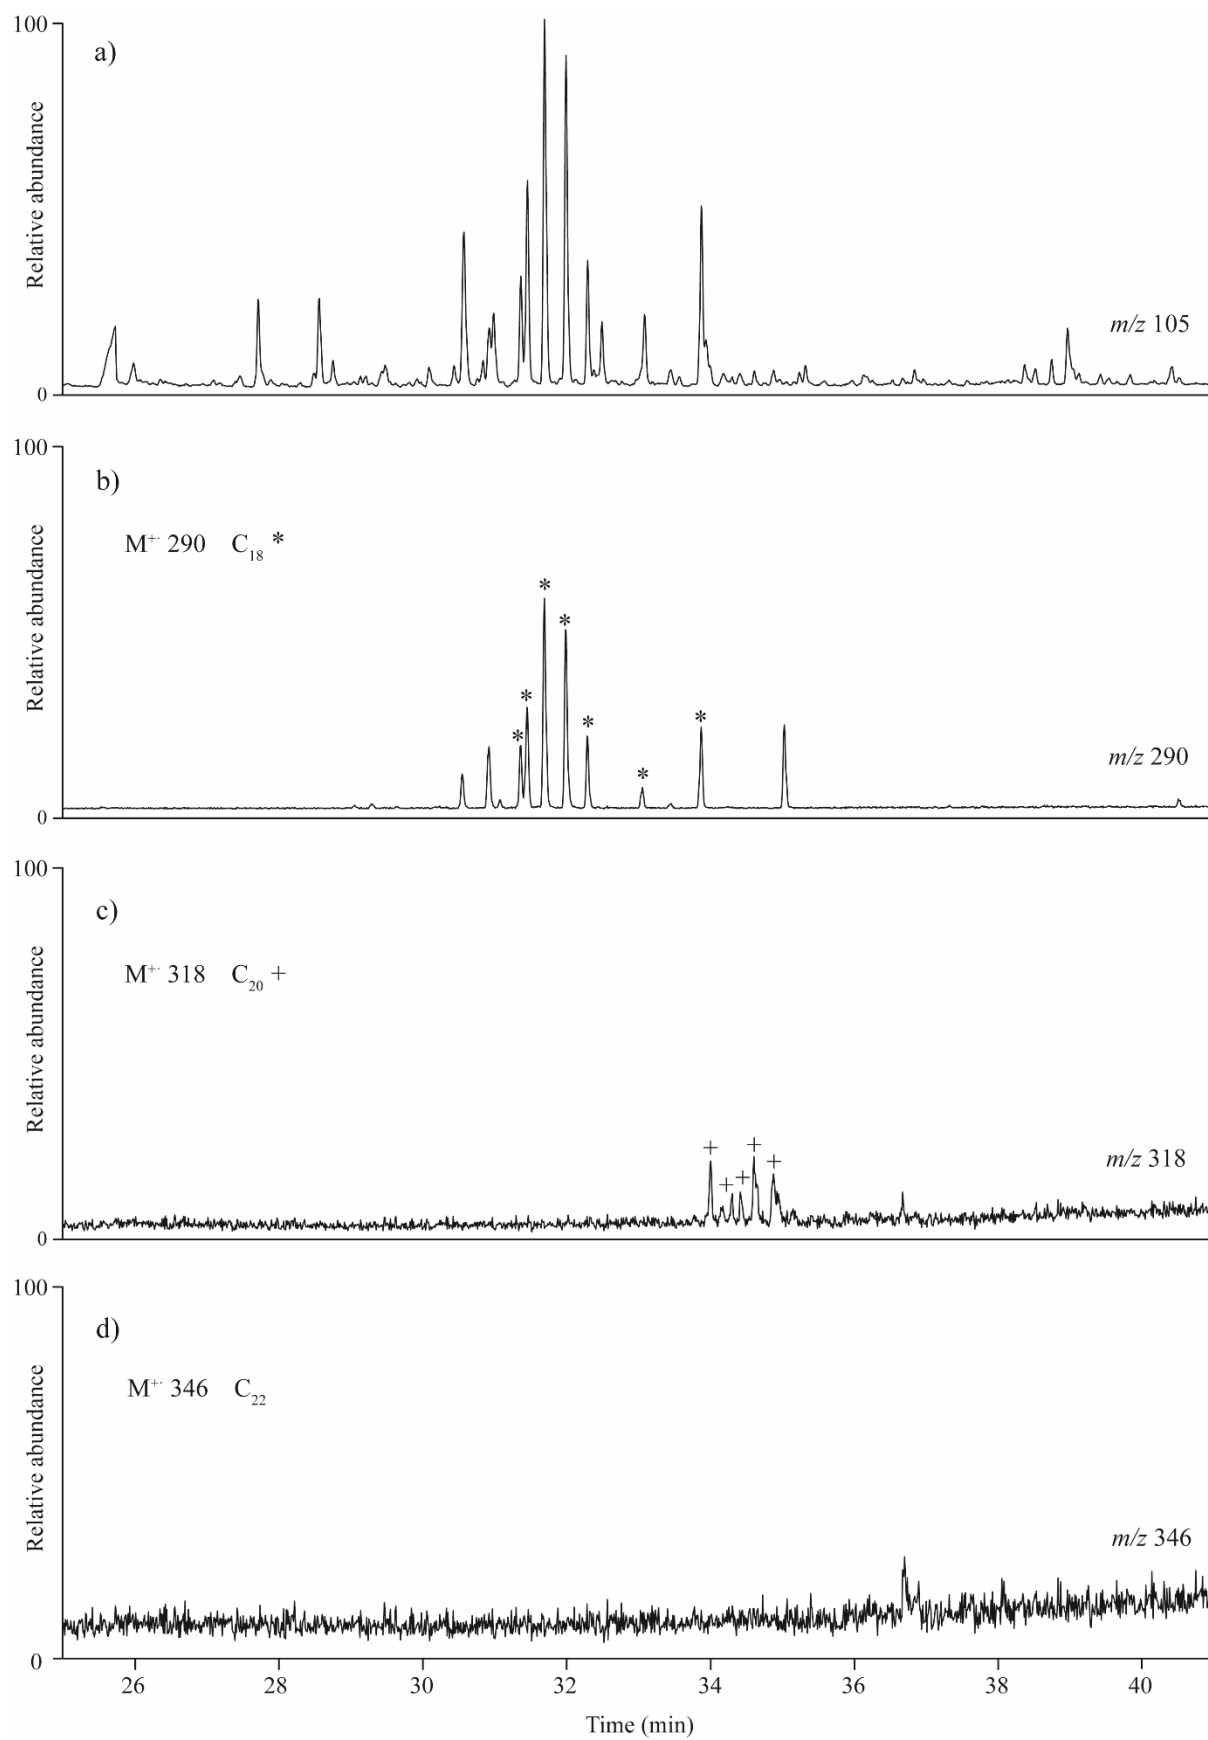 100
a)
Relative abundance
m/z 105
0
100
b)
Relative abundance
M+· 290 C18 *
*
*
*
*
*
*
*
*
m/z 290
0
100
c)
Relative abundance
M+· 318 C20 +
+
+
+
+
+
m/z 318
0
100
d)
Relative abundance
M+· 346 C22
m/z 346
0
26 28 30 32 34 36 38 40
Time (min)